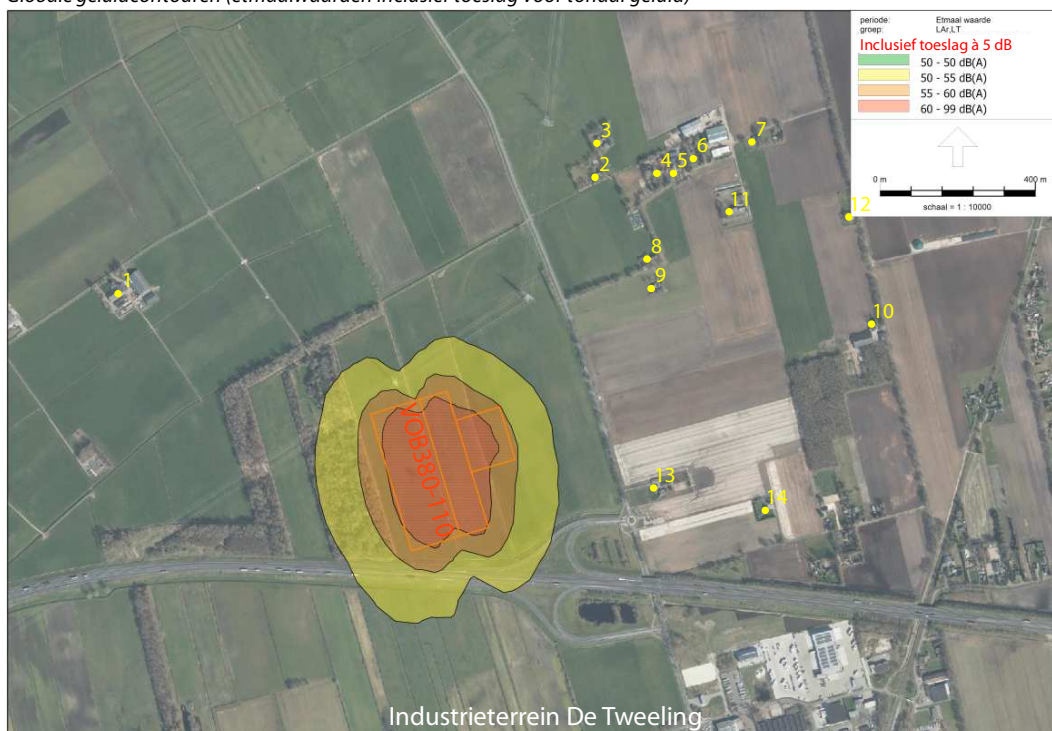 Globale geluidcontouren (etmaalwaarden inclusief toeslag voor tonaal geluid)
periode: Etmaal waarde
groep: LAr,LT
Inclusief toeslag à 5 dB
50 - 50 dB(A)
50 - 55 dB(A)
55 - 60 dB(A)
60 - 99 dB(A)
0 m 400 m
schaal = 1 : 10000
3
7
6
2
4
5
11
12
8
1
9
10
VOB380-110
13
14
Industrieterrein De Tweeling